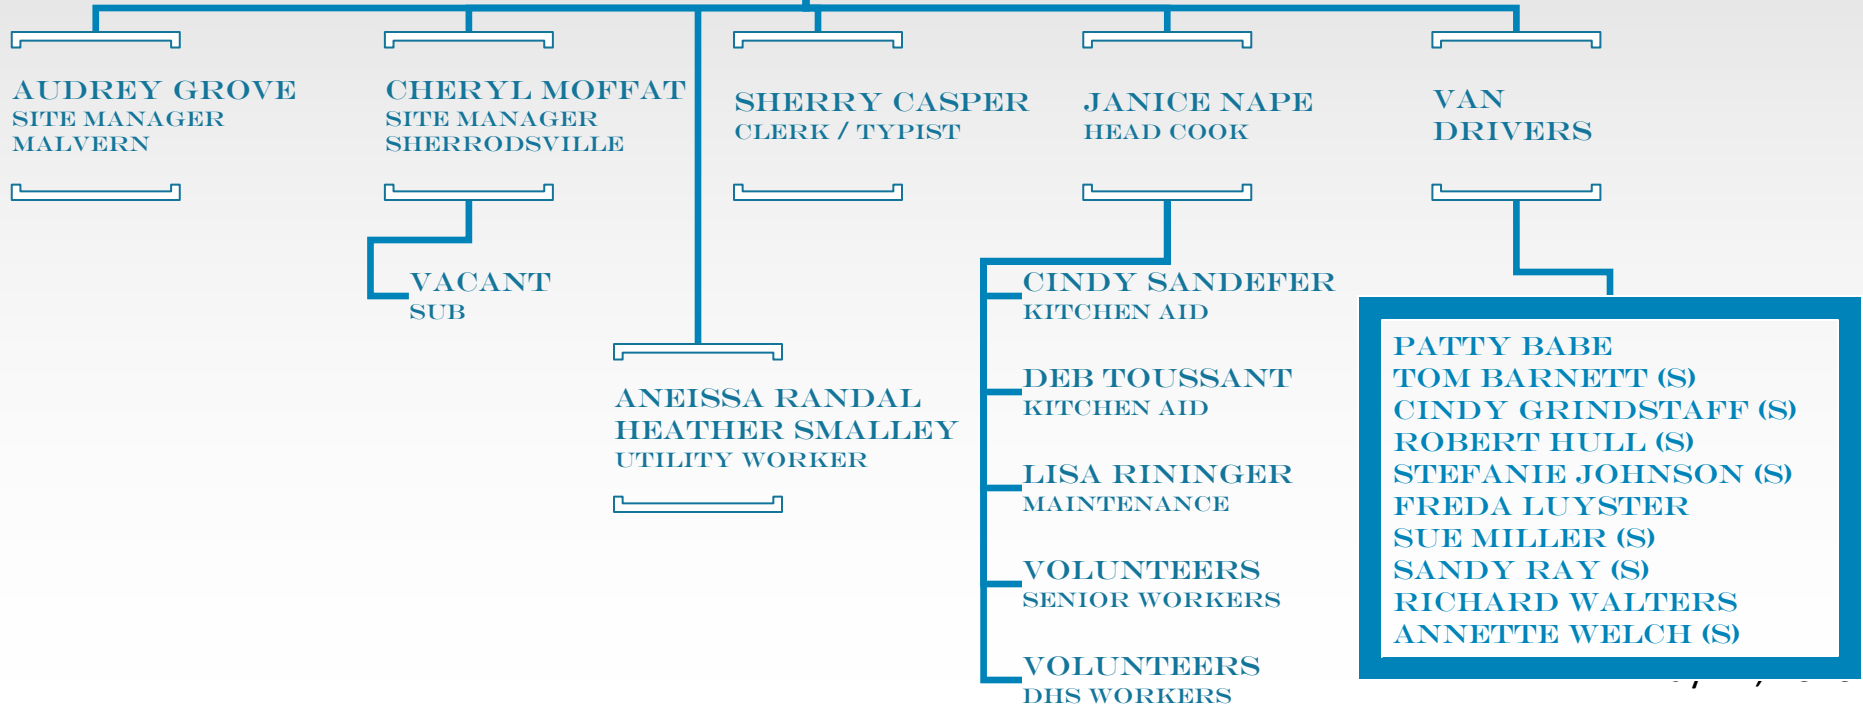 AUDREY GROVE
SITE MANAGER
MALVERN
CHERYL MOFFAT
SITE MANAGER
SHERRODSVILLE
SHERRY CASPER
CLERK / TYPIST
JANICE NAPE
HEAD COOK
VAN
DRIVERS
VACANT
SUB
ANEISSA RANDAL
HEATHER SMALLEY
UTILITY WORKER
CINDY SANDEFER
KITCHEN AID
DEB TOUSSANT
KITCHEN AID
LISA RININGER
MAINTENANCE
VOLUNTEERS
SENIOR WORKERS
VOLUNTEERS
DHS WORKERS
PATTY BABE
TOM BARNETT (S)
CINDY GRINDSTAFF (S)
ROBERT HULL (S)
STEFANIE JOHNSON (S)
FREDA LUYSTER
SUE MILLER (S)
SANDY RAY (S)
RICHARD WALTERS
ANNETTE WELCH (S)